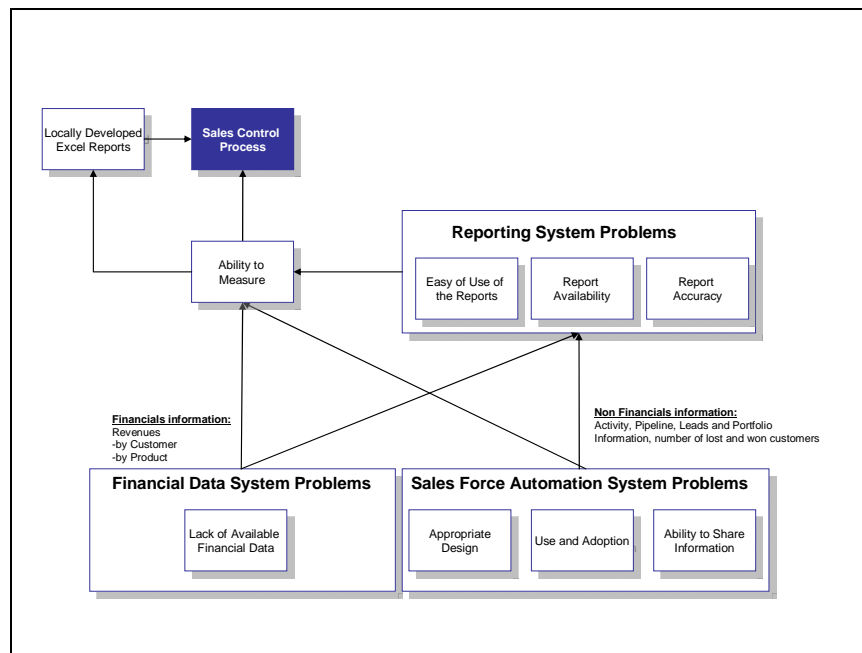 Locally Developed
Excel Reports
Sales Control
Process
Ability to
Measure
Reporting System Problems
Easy of Use of
the Reports
Report
Availability
Report
Accuracy
Financials information:
Revenues
-by Customer
-by Product
Non Financials information:
Activity, Pipeline, Leads and Portfolio
Information, number of lost and won customers
Financial Data System Problems
Lack of Available
Financial Data
Sales Force Automation System Problems
Appropriate
Design
Use and Adoption
Ability to Share
Information